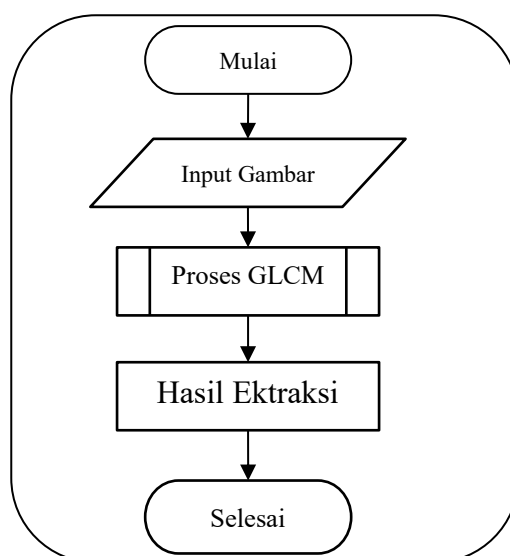 Mulai
Input Gambar
Proses GLCM
Hasil Ektraksi
Selesai